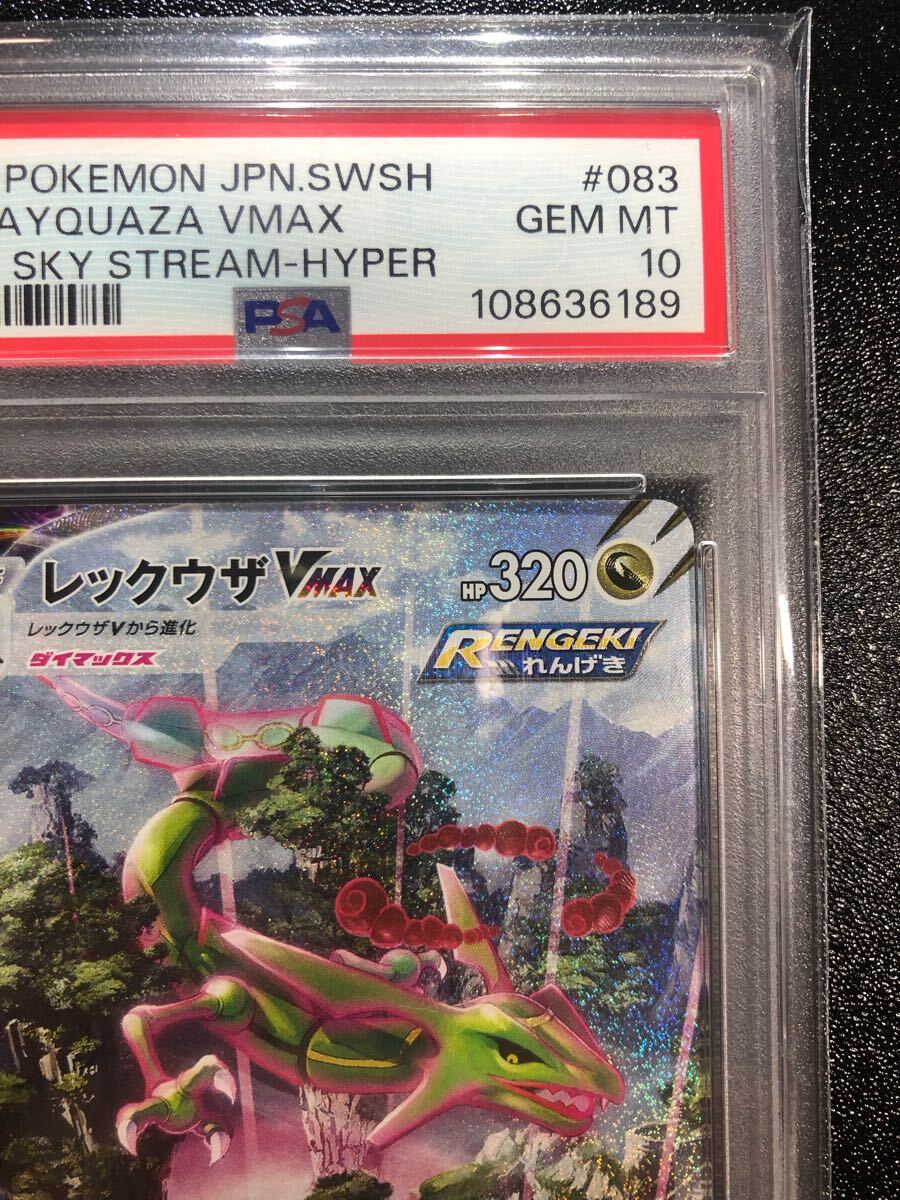 POKEMON JPN.SWSH #083
AYQUAZA VMAX GEM MT
SKY STREAM-HYPER 10
PSA 108636189
レックウザVMAX HP320
レックウザVから進化
ダイマックス
RENGEKI
れんげき